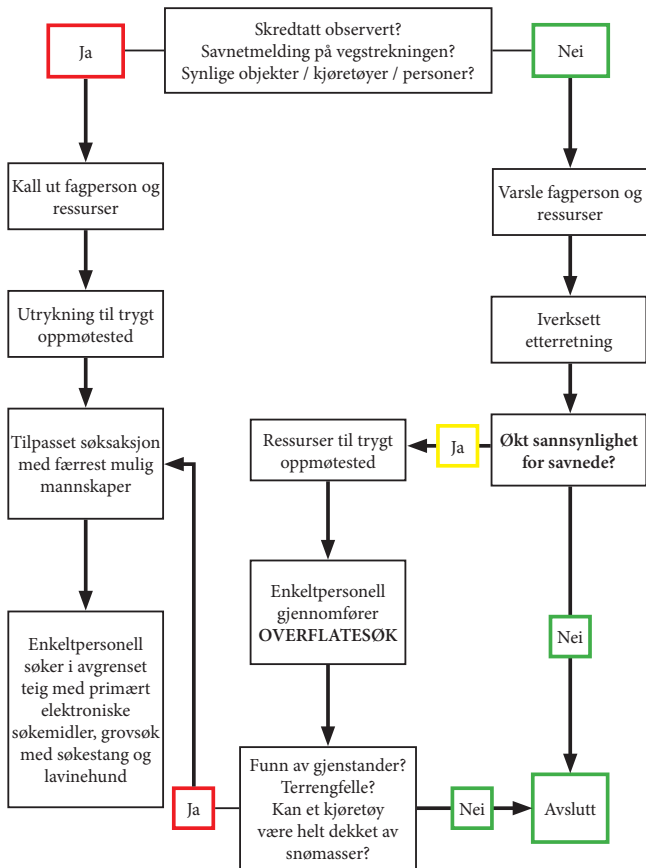 Skredtatt observert?
Savnetmelding på vegstrekningen?
Synlige objekter / kjøretøyer / personer?
Ja
Nei
Kall ut fagperson og
ressurser
Varsle fagperson og
ressurser
Utrykning til trygt
oppmøtested
Iverksett
etterretning
Tilpasset søksaksjon
med færrest mulig
mannskaper
Ressurser til trygt
oppmøtested
Ja
Økt sannsynlighet
for savnede?
Enkeltpersonell
gjennomfører
OVERFLATESØK
Nei
Enkeltpersonell
søker i avgrenset
teig med primært
elektroniske
søkemidler, grovsøk
med søkestang og
lavinehund
Ja
Funn av gjenstander?
Terrengfelle?
Kan et kjøretøy
være helt dekket av
snømasser?
Nei
Avslutt